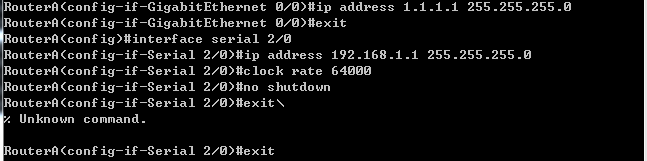 RouterA(config-if-GigabitEthernet 0/0)#ip address 1.1.1.1 255.255.255.0
RouterA(config-if-GigabitEthernet 0/0)#exit
RouterA(config)#interface serial 2/0
RouterA(config-if-Serial 2/0)#ip address 192.168.1.1 255.255.255.0
RouterA(config-if-Serial 2/0)#clock rate 64000
RouterA(config-if-Serial 2/0)#no shutdown
RouterA(config-if-Serial 2/0)#exit\
% Unknown command.
RouterA(config-if-Serial 2/0)#exit